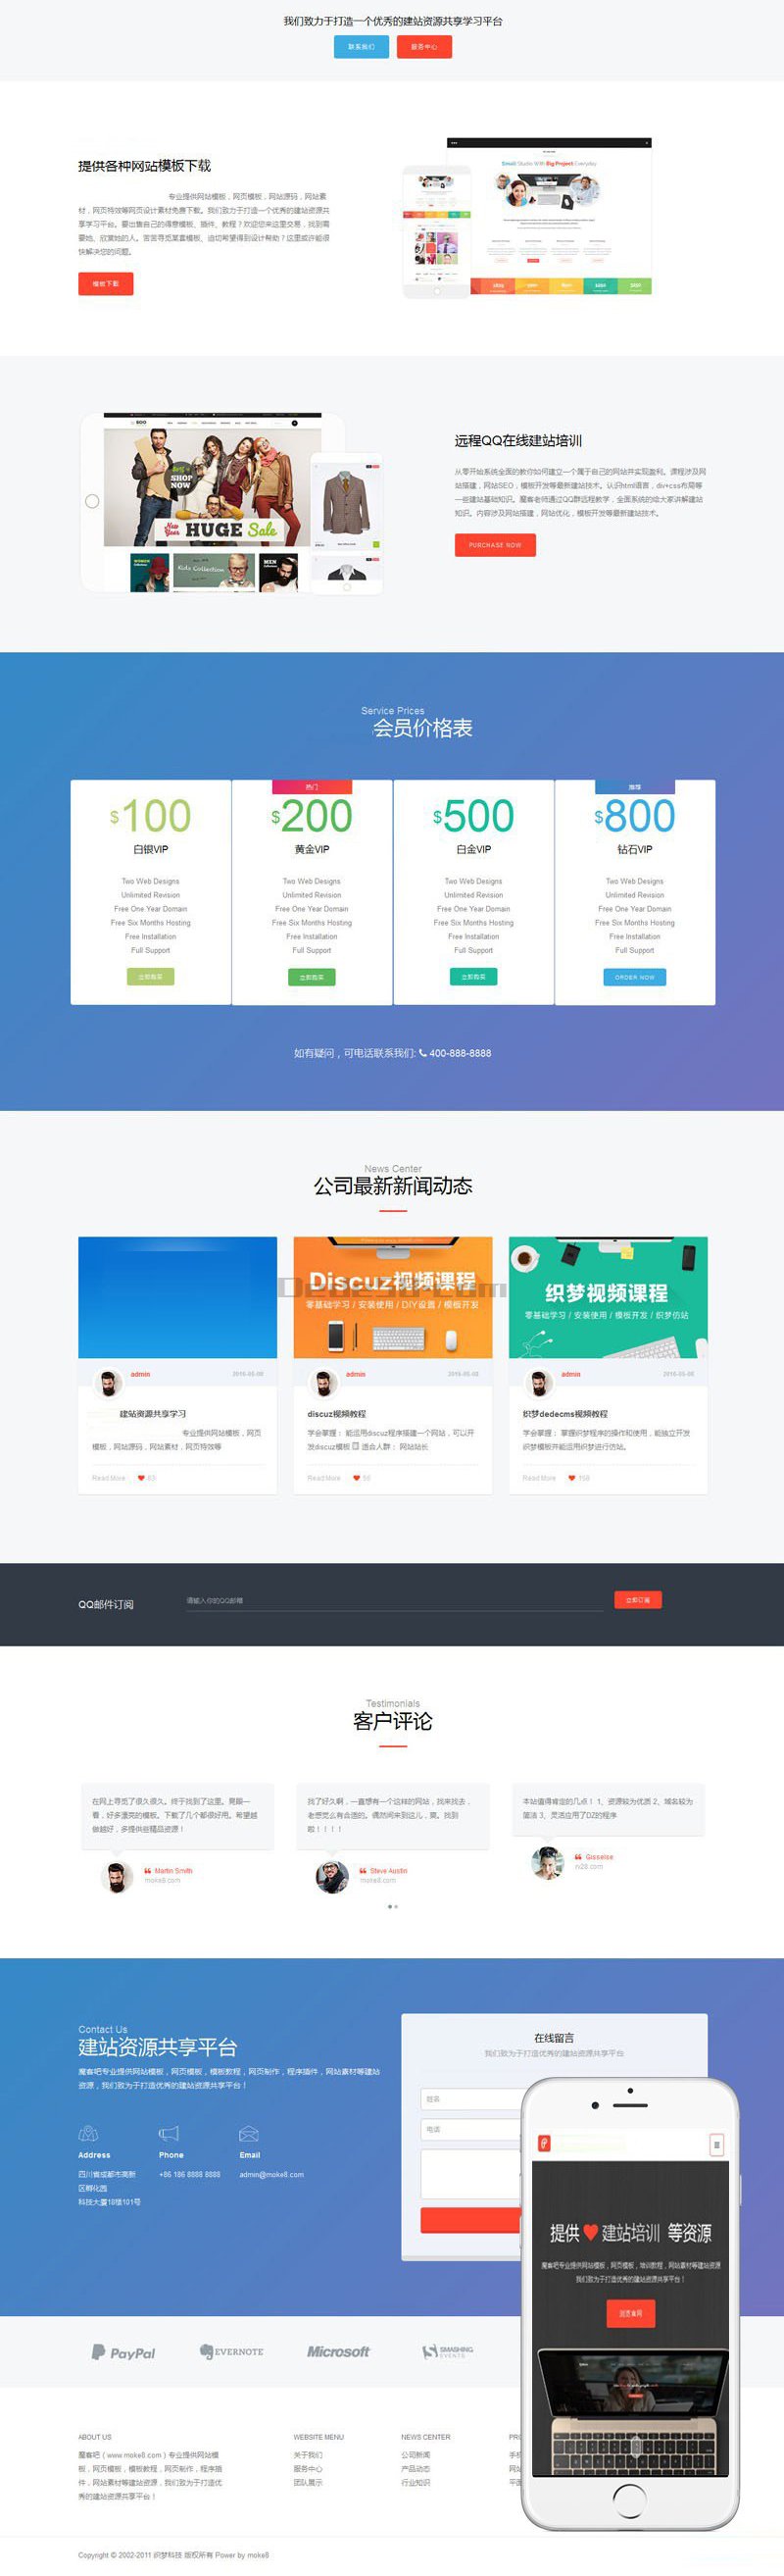 我们致力于打造一个优秀的建站资源共享学习平台
联系我们
服务中心
提供各种网站模板下载
专业提供网站模板，网页模板，网站源码，网站素
材，网页特效等网页设计素材免费下载。我们致力于打造一个优秀的建站资源共
享学习平台。要出售自己的得意模板、插件、教程？欢迎您来这里交易，找到需
要她、欣赏她的人。苦苦寻觅某套模板、迫切希望得到设计帮助？这里或许能很
快解决您的问题。
模板下载
Small Studio With Big Project Everyday
SHOP
NOW
HUGE Sale
Kids Collection
MEN
远程QQ在线建站培训
从零开始系统全面的教你如何建立一个属于自己的网站并实现盈利。课程涉及网
站搭建，网站SEO，模板开发等最新建站技术。认识html语言，div+css布局等
一些建站基础知识。魔客老师通过QQ群远程教学，全面系统的给大家讲解建站
知识。内容涉及网站搭建，网站优化，模板开发等最新建站技术。
PURCHASE NOW
Service Prices
会员价格表
$100
白银VIP
Two Web Designs
Unlimited Revision
Free One Year Domain
Free Six Months Hosting
Free Installation
Full Support
立即购买
热门
$200
黄金VIP
Two Web Designs
Unlimited Revision
Free One Year Domain
Free Six Months Hosting
Free Installation
Full Support
立即购买
$500
白金VIP
Two Web Designs
Unlimited Revision
Free One Year Domain
Free Six Months Hosting
Free Installation
Full Support
立即购买
推荐
$800
钻石VIP
Two Web Designs
Unlimited Revision
Free One Year Domain
Free Six Months Hosting
Free Installation
Full Support
ORDER NOW
如有疑问，可电话联系我们: 400-888-8888
News Center
公司最新新闻动态
admin
建站资源共享学习
专业提供网站模板，网页
模板，网站源码，网站素材，网页特效等
Read More
Discuz视频课程
零基础学习 / 安装使用 / DIY设置 / 模板开发
admin
discuz视频教程
学会掌握： 能运用discuz程序搭建一个网站，可以开
发discuz模板 适合人群： 网站站长
Read More
织梦视频课程
零基础学习 / 安装使用 / 模板开发 / 织梦仿站
admin
织梦dedecms视频教程
学会掌握： 掌握织梦程序的操作和使用，能独立开发
织梦模板并能运用织梦进行仿站。
Read More
QQ邮件订阅
请输入你的QQ邮箱
立即订阅
Testimonials
客户评论
在网上寻觅了很久很久。终于找到了这里。晃眼一
看，好多漂亮的模板。下载了几个都很好用。希望越
做越好，多提供些精品资源！
Martin Smith
moke8.com
找了好久啊，一直想有一个这样的网站，找来找去，
老感觉么有合适的。偶然间来到这儿，爽。找到
啦！！！！
Steve Austin
moke8.com
本站值得肯定的几点！ 1、资源较为优质 2、域名较为
简洁 3、灵活应用了DZ的程序
Contact Us
建站资源共享平台
魔客吧专业提供网站模板，网页模板，模板教程，网页制作，程序插件，网站素材等建站
资源，我们致力于打造优秀的建站资源共享平台！
Address
四川省成都市高新
区孵化园
科技大厦18楼101号
Phone
+86 186 8888 8888
Email
admin@moke8.com
在线留言
我们致力于打造优秀的建站资源共享平台
姓名
电话
提供 建站培训 等资源
魔客吧专业提供网站模板，网页模板，培训教程，网站素材等建站资源
我们致力于打造优秀的建站资源共享平台！
PayPal
EVERNOTE
Microsoft
SMASHING
EVENTS
ABOUT US
魔客吧（www.moke8.com）专业提供网站模
板，网页模板，模板教程，网页制作，程序插
件，网站素材等建站资源，我们致力于打造优
秀的建站资源共享平台！
WEBSITE MENU
关于我们
服务中心
团队展示
NEWS CENTER
公司新闻
产品动态
行业知识
Copyright © 2002-2011 织梦科技 版权所有 Power by moke8